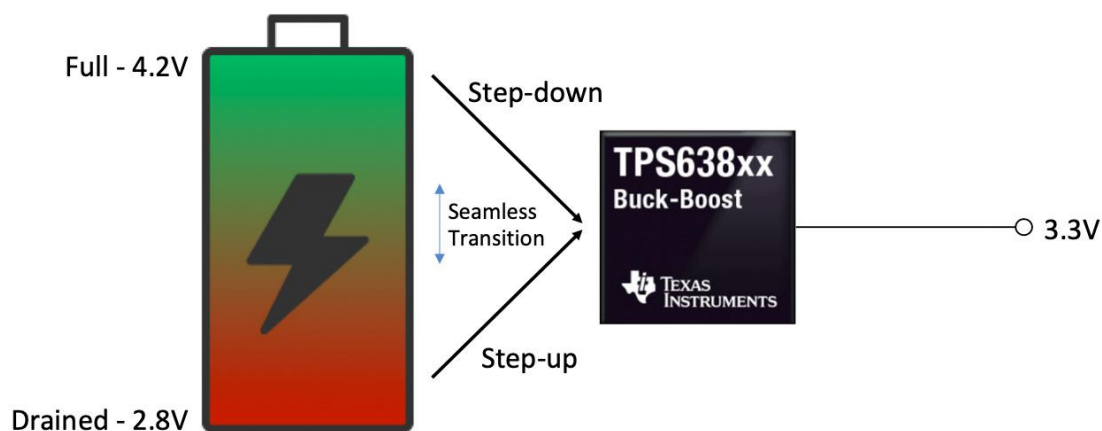 Full - 4.2V
Step-down
TPS638xx
Buck-Boost
Seamless
Transition
3.3V
TEXAS
INSTRUMENTS
Step-up
Drained - 2.8V